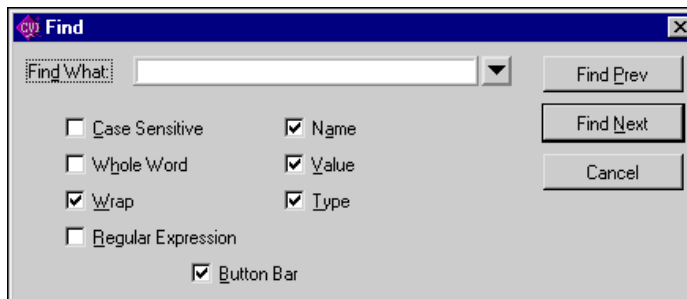 CVI Find
Find What:
Find Prev
Case Sensitive
Name
Find Next
Whole Word
Value
Cancel
Wrap
Type
Regular Expression
Button Bar